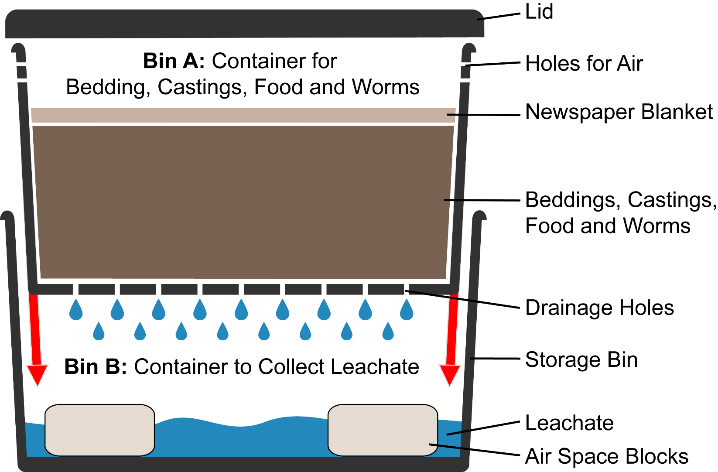 Lid
Bin A: Container for
Bedding, Castings, Food and Worms
Holes for Air
Newspaper Blanket
Beddings, Castings,
Food and Worms
Drainage Holes
Bin B: Container to Collect Leachate
Storage Bin
Leachate
Air Space Blocks